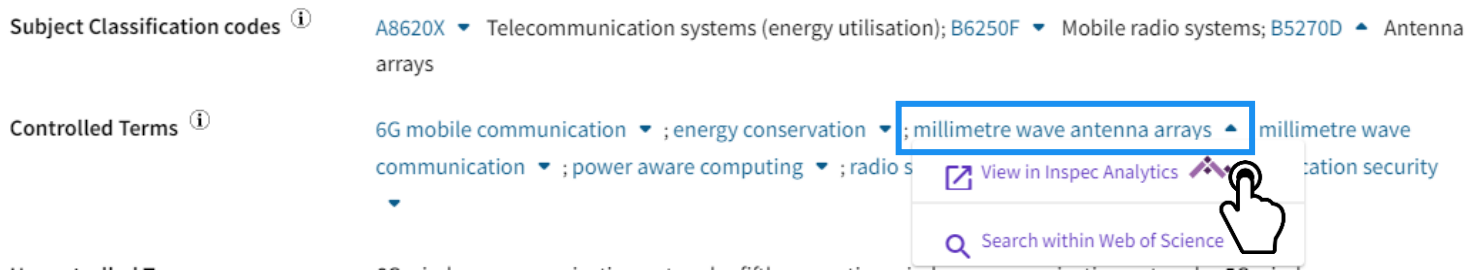 Subject Classification codes A8620X Telecommunication systems (energy utilisation); B6250F Mobile radio systems; B5270D Antenna
arrays
Controlled Terms 6G mobile communication ; energy conservation ; millimetre wave antenna arrays millimetre wave
communication ; power aware computing ; radio s cation security
View in Inspec Analytics
Search within Web of Science